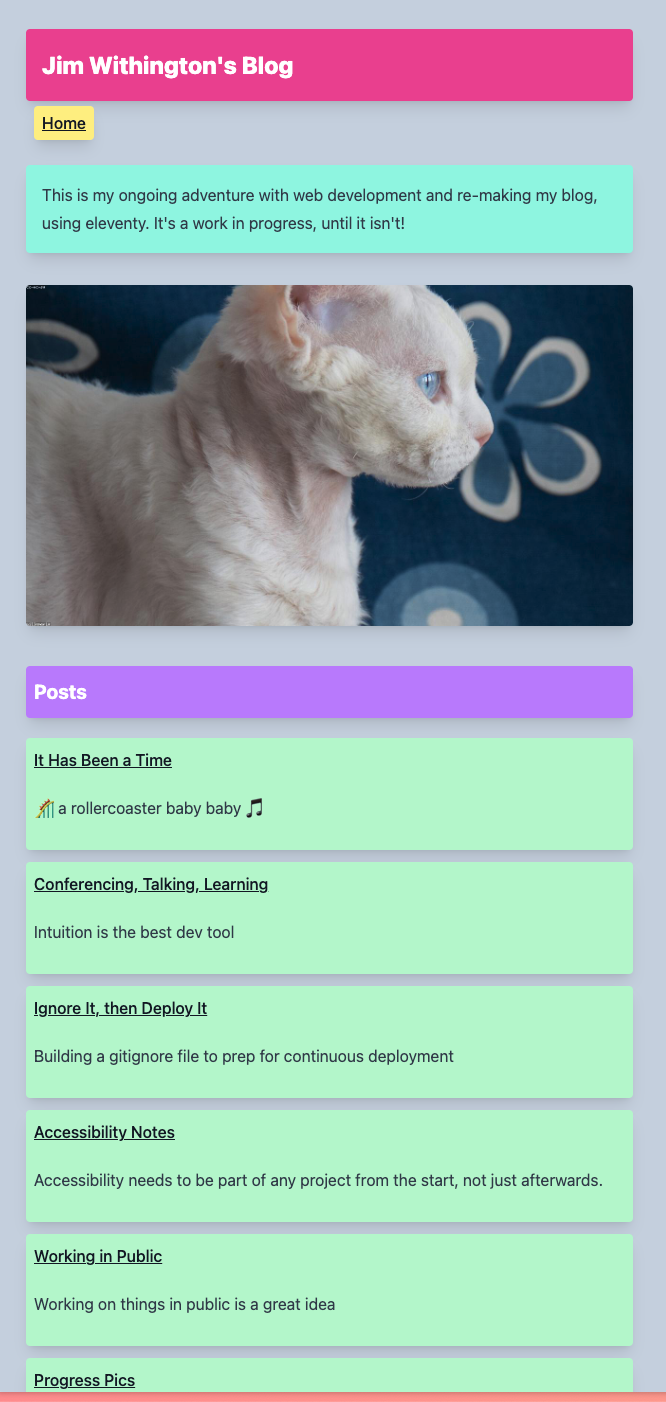 Jim Withington's Blog
Home
This is my ongoing adventure with web development and re-making my blog,
using eleventy. It's a work in progress, until it isn't!
Posts
It Has Been a Time
🎢 a rollercoaster baby baby 🎵
Conferencing, Talking, Learning
Intuition is the best dev tool
Ignore It, then Deploy It
Building a gitignore file to prep for continuous deployment
Accessibility Notes
Accessibility needs to be part of any project from the start, not just afterwards.
Working in Public
Working on things in public is a great idea
Progress Pics